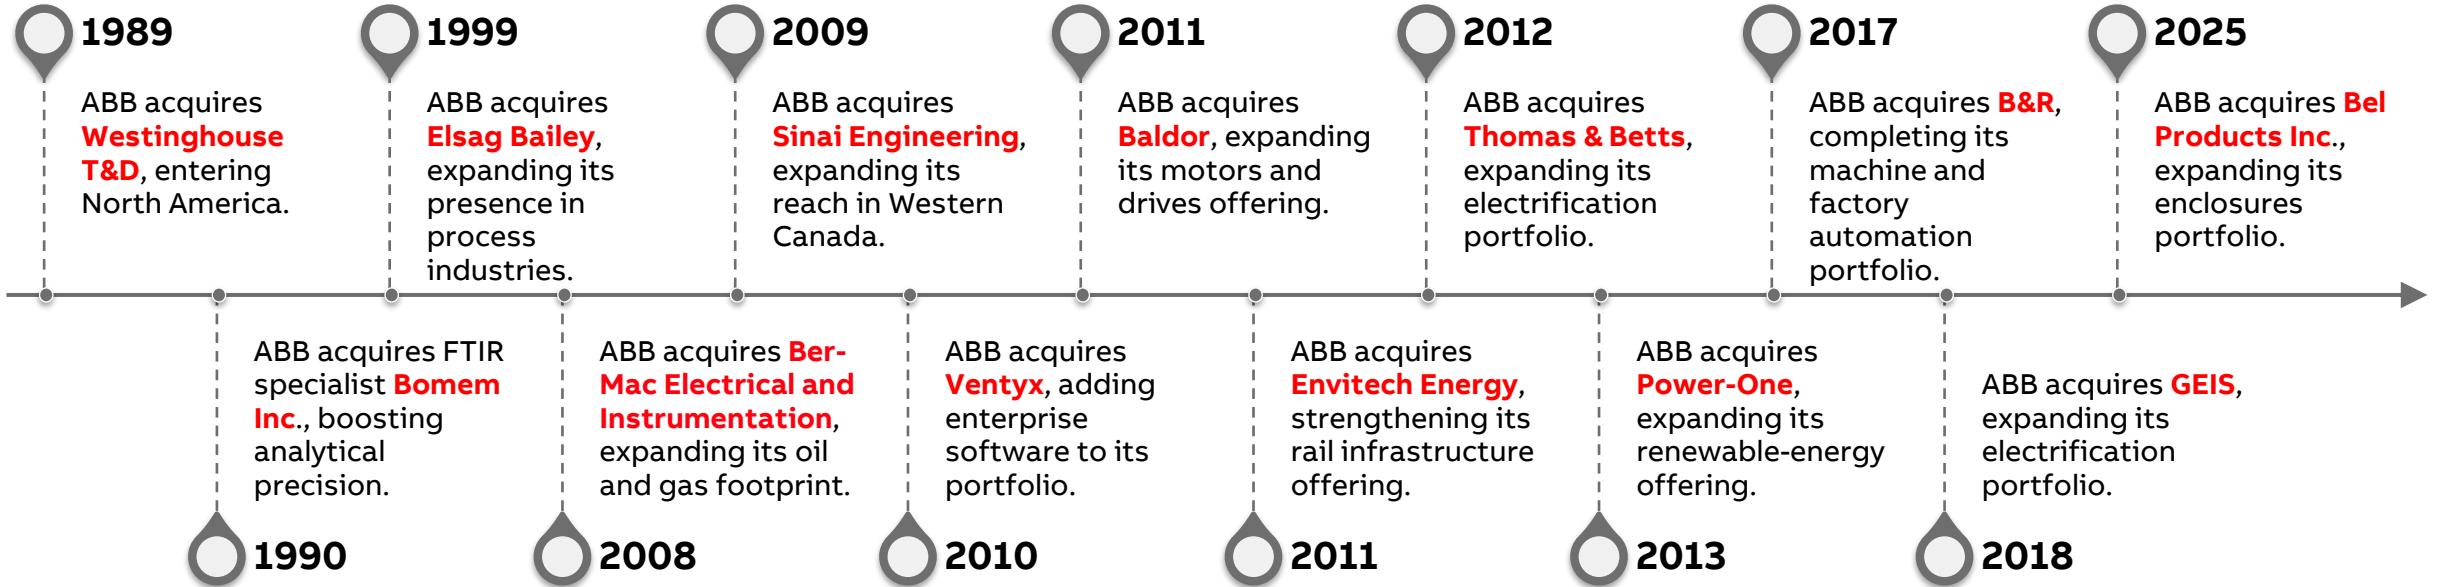 1989
ABB acquires
Westinghouse
T&D, entering
North America.
1999
ABB acquires
Elsag Bailey,
expanding its
presence in
process
industries.
2009
ABB acquires
Sinai Engineering,
expanding its
reach in Western
Canada.
2011
ABB acquires
Baldor, expanding
its motors and
drives offering.
2012
ABB acquires
Thomas & Betts,
expanding its
electrification
portfolio.
2017
ABB acquires B&R,
completing its
machine and
factory
automation
portfolio.
2025
ABB acquires Bel
Products Inc.,
expanding its
enclosures
portfolio.
ABB acquires FTIR
specialist Bomem
Inc., boosting
analytical
precision.
1990
ABB acquires Ber-
Mac Electrical and
Instrumentation,
expanding its oil
and gas footprint.
2008
ABB acquires
Ventyx, adding
enterprise
software to its
portfolio.
2010
ABB acquires
Envitech Energy,
strengthening its
rail infrastructure
offering.
2011
ABB acquires
Power-One,
expanding its
renewable-energy
offering.
2013
ABB acquires GEIS,
expanding its
electrification
portfolio.
2018